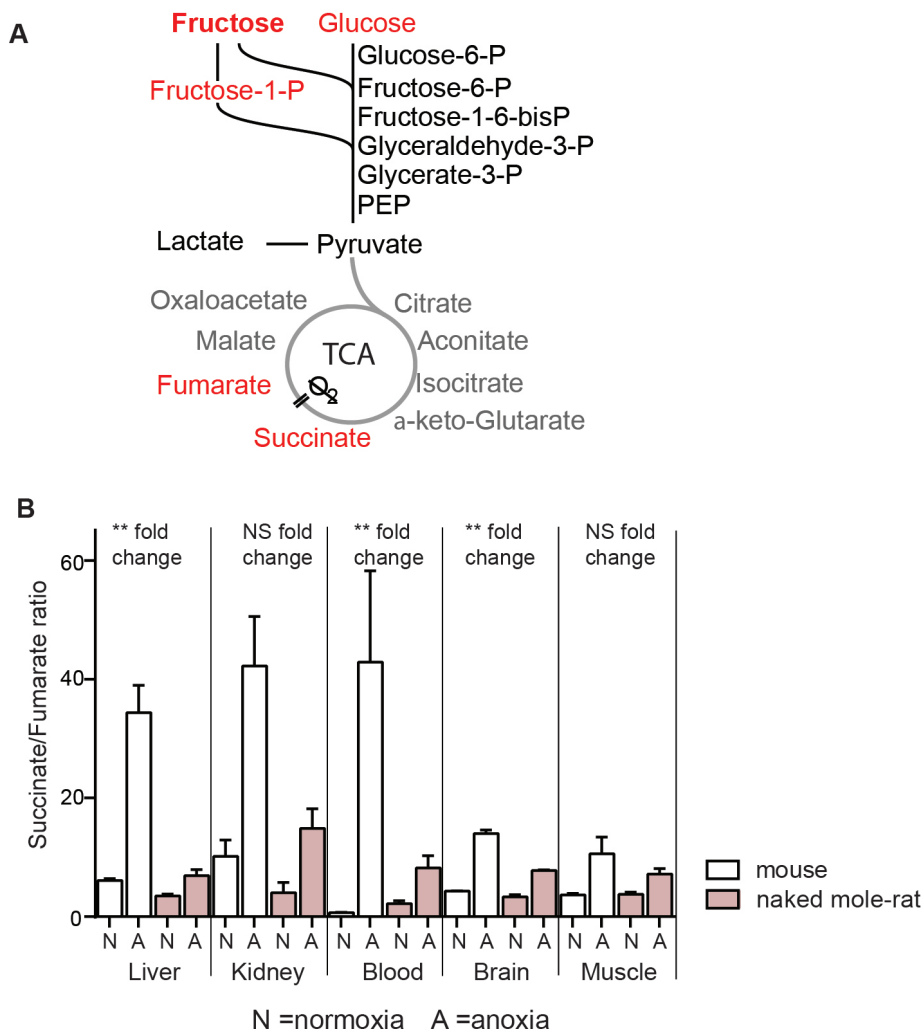 A
Fructose Glucose
Glucose-6-P
Fructose-1-P Fructose-6-P
Fructose-1-6-bisP
Glyceraldehyde-3-P
Glycerate-3-P
PEP
Lactate Pyruvate
Oxaloacetate Citrate
Malate TCA Aconitate
Fumarate O2 Isocitrate
a-keto-Glutarate
Succinate
B
** fold change
NS fold change
** fold change
** fold change
NS fold change
Succinate/Fumarate ratio
60
40
20
0
N A N A N A N A N A N A N A N A N A N A
Liver Kidney Blood Brain Muscle
mouse
naked mole-rat
N =normoxia A =anoxia